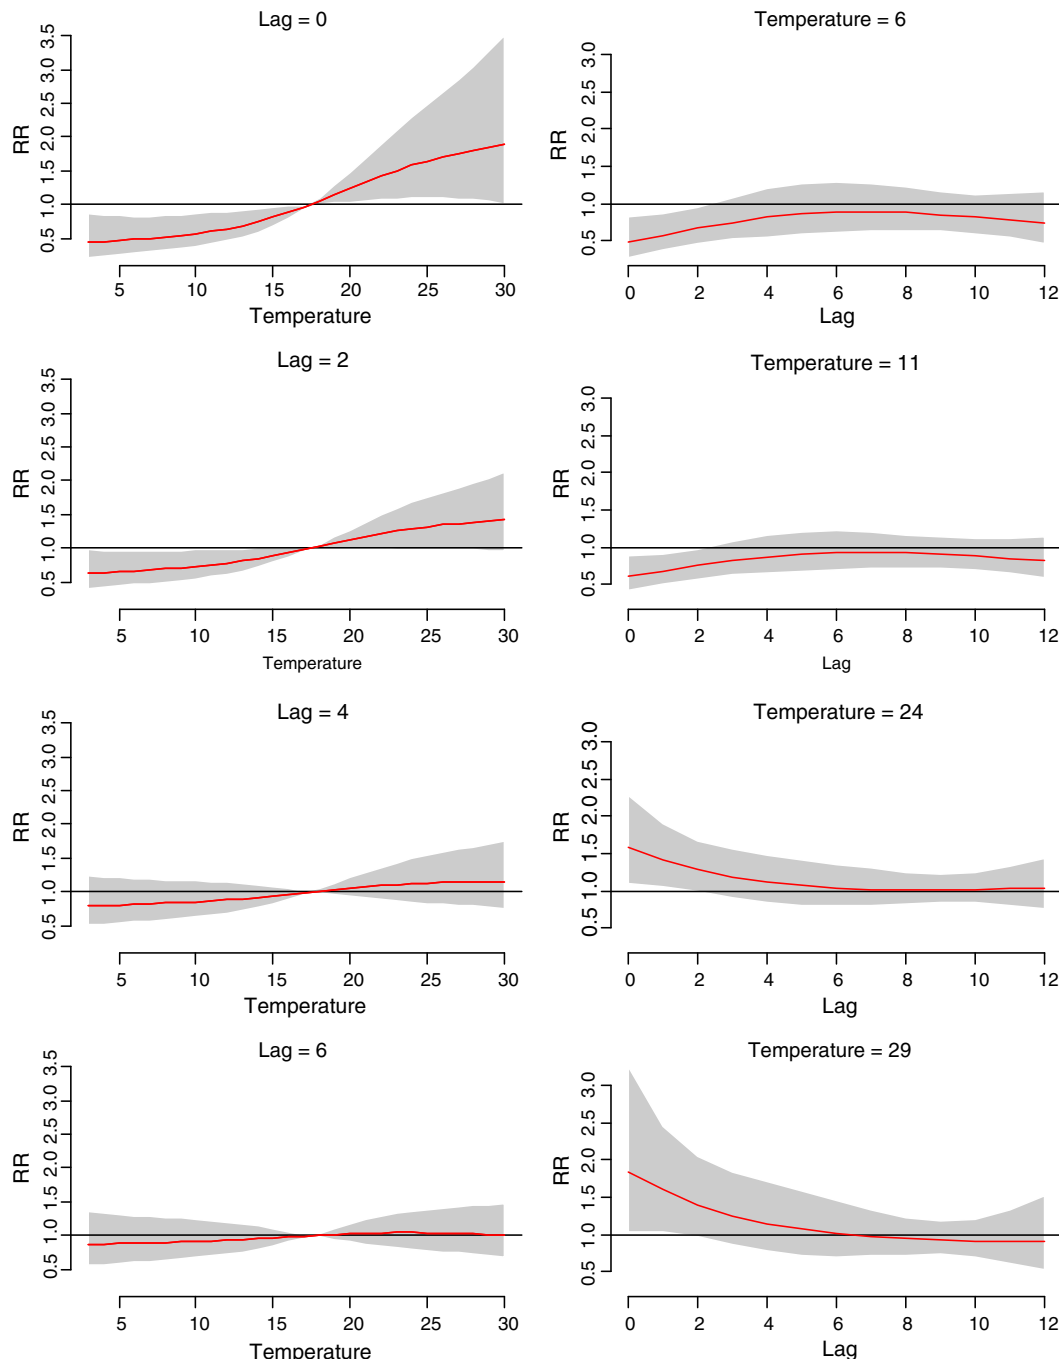 Lag = 0
RR
0.5 1.0 1.5 2.0 2.5 3.0 3.5
5 10 15 20 25 30
Temperature
Temperature = 6
RR
0.5 1.0 1.5 2.0 2.5 3.0
0 2 4 6 8 10 12
Lag
Lag = 2
RR
0.5 1.0 1.5 2.0 2.5 3.0 3.5
5 10 15 20 25 30
Temperature
Temperature = 11
RR
0.5 1.0 1.5 2.0 2.5 3.0
0 2 4 6 8 10 12
Lag
Lag = 4
RR
0.5 1.0 1.5 2.0 2.5 3.0 3.5
5 10 15 20 25 30
Temperature
Temperature = 24
RR
0.5 1.0 1.5 2.0 2.5 3.0
0 2 4 6 8 10 12
Lag
Lag = 6
RR
0.5 1.0 1.5 2.0 2.5 3.0 3.5
5 10 15 20 25 30
Temperature
Temperature = 29
RR
0.5 1.0 1.5 2.0 2.5 3.0
0 2 4 6 8 10 12
Lag